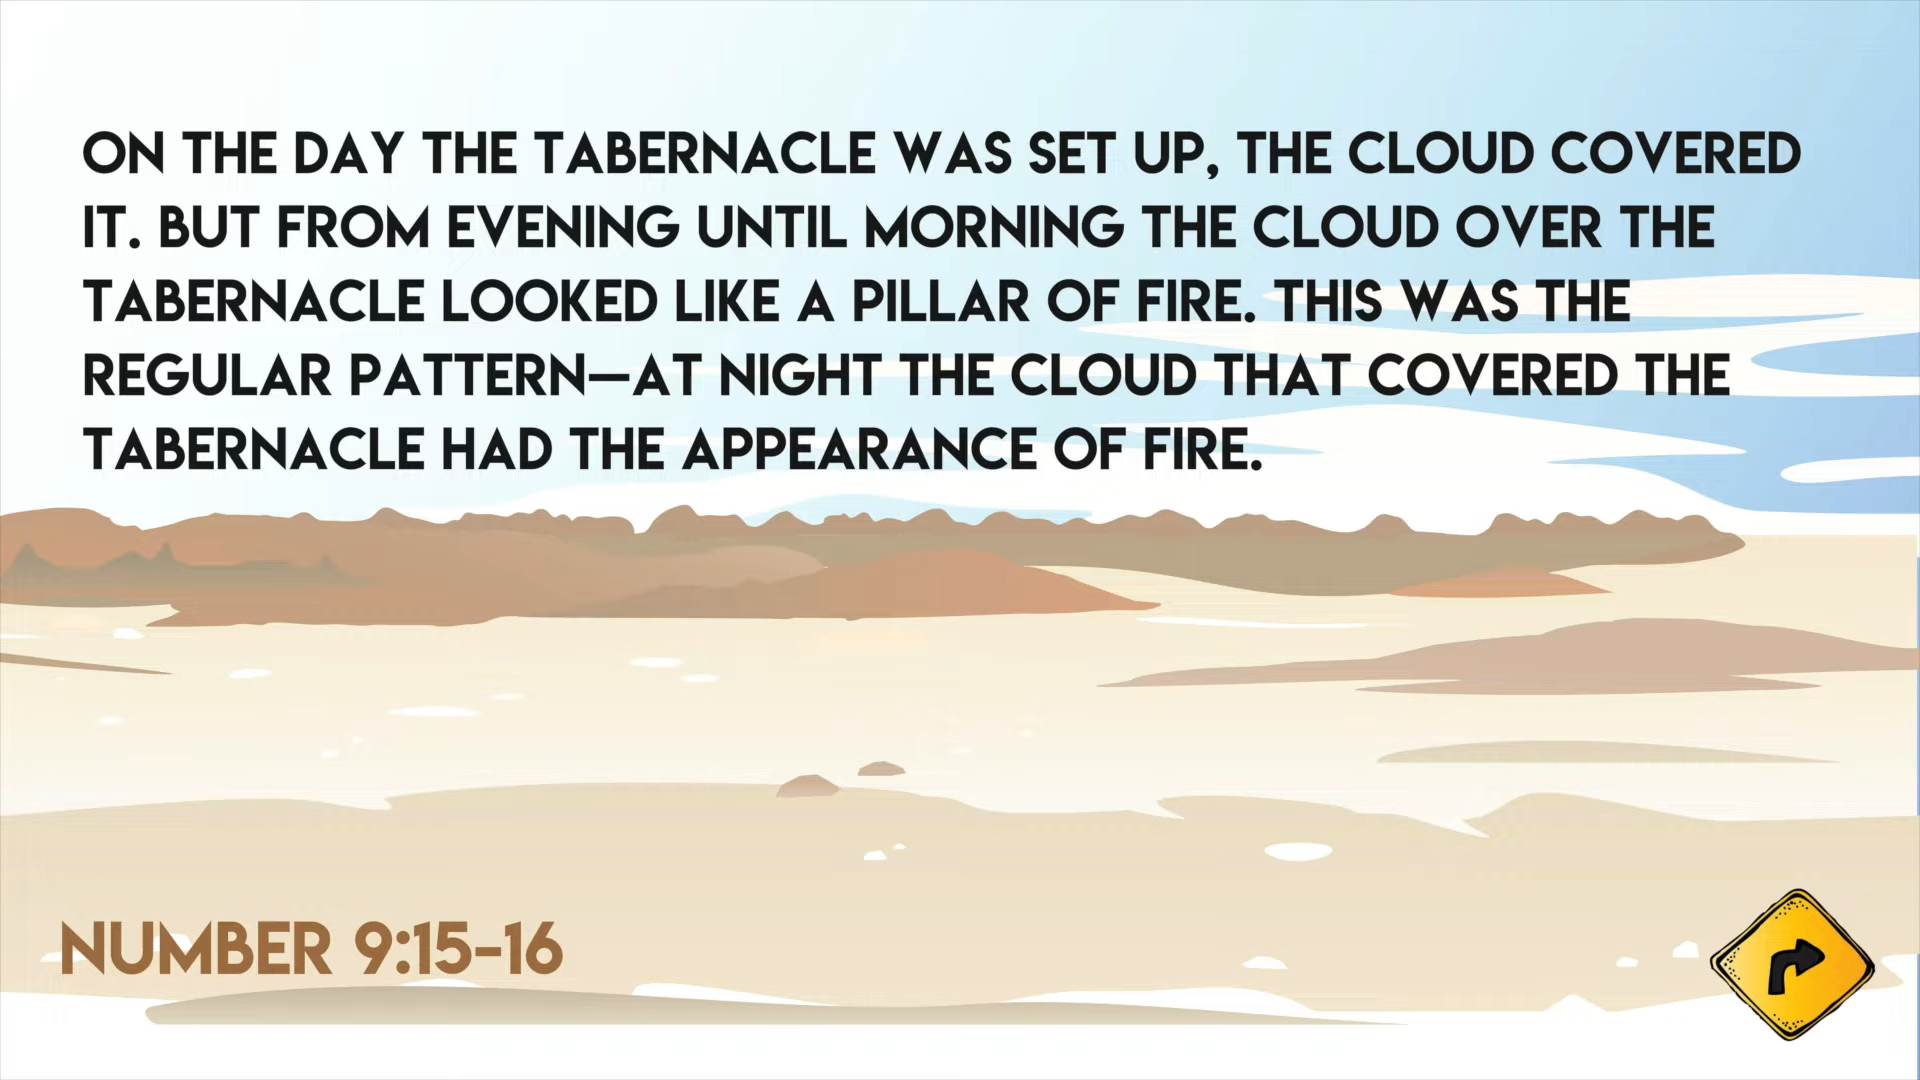 ON THE DAY THE TABERNACLE WAS SET UP, THE CLOUD COVERED
IT. BUT FROM EVENING UNTIL MORNING THE CLOUD OVER THE
TABERNACLE LOOKED LIKE A PILLAR OF FIRE. THIS WAS THE
REGULAR PATTERN—AT NIGHT THE CLOUD THAT COVERED THE
TABERNACLE HAD THE APPEARANCE OF FIRE.
NUMBER 9:15-16